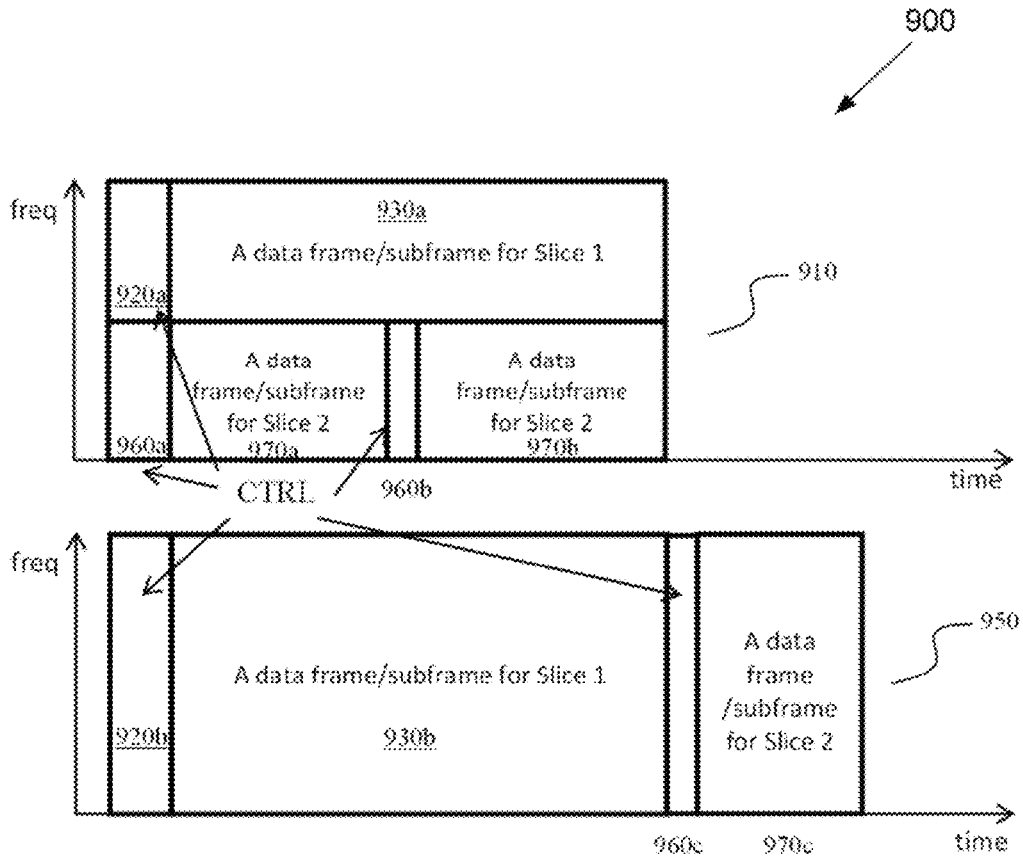 900
freq
930a
A data frame/subframe for Slice 1
910
920a
A data
frame/subframe
for Slice 2
970a
A data
frame/subframe
for Slice 2
970b
960a
time
CTRL
960b
freq
950
A data frame/subframe for Slice 1
A data
frame
/subframe
for Slice 2
920b
930b
960c
970c
time